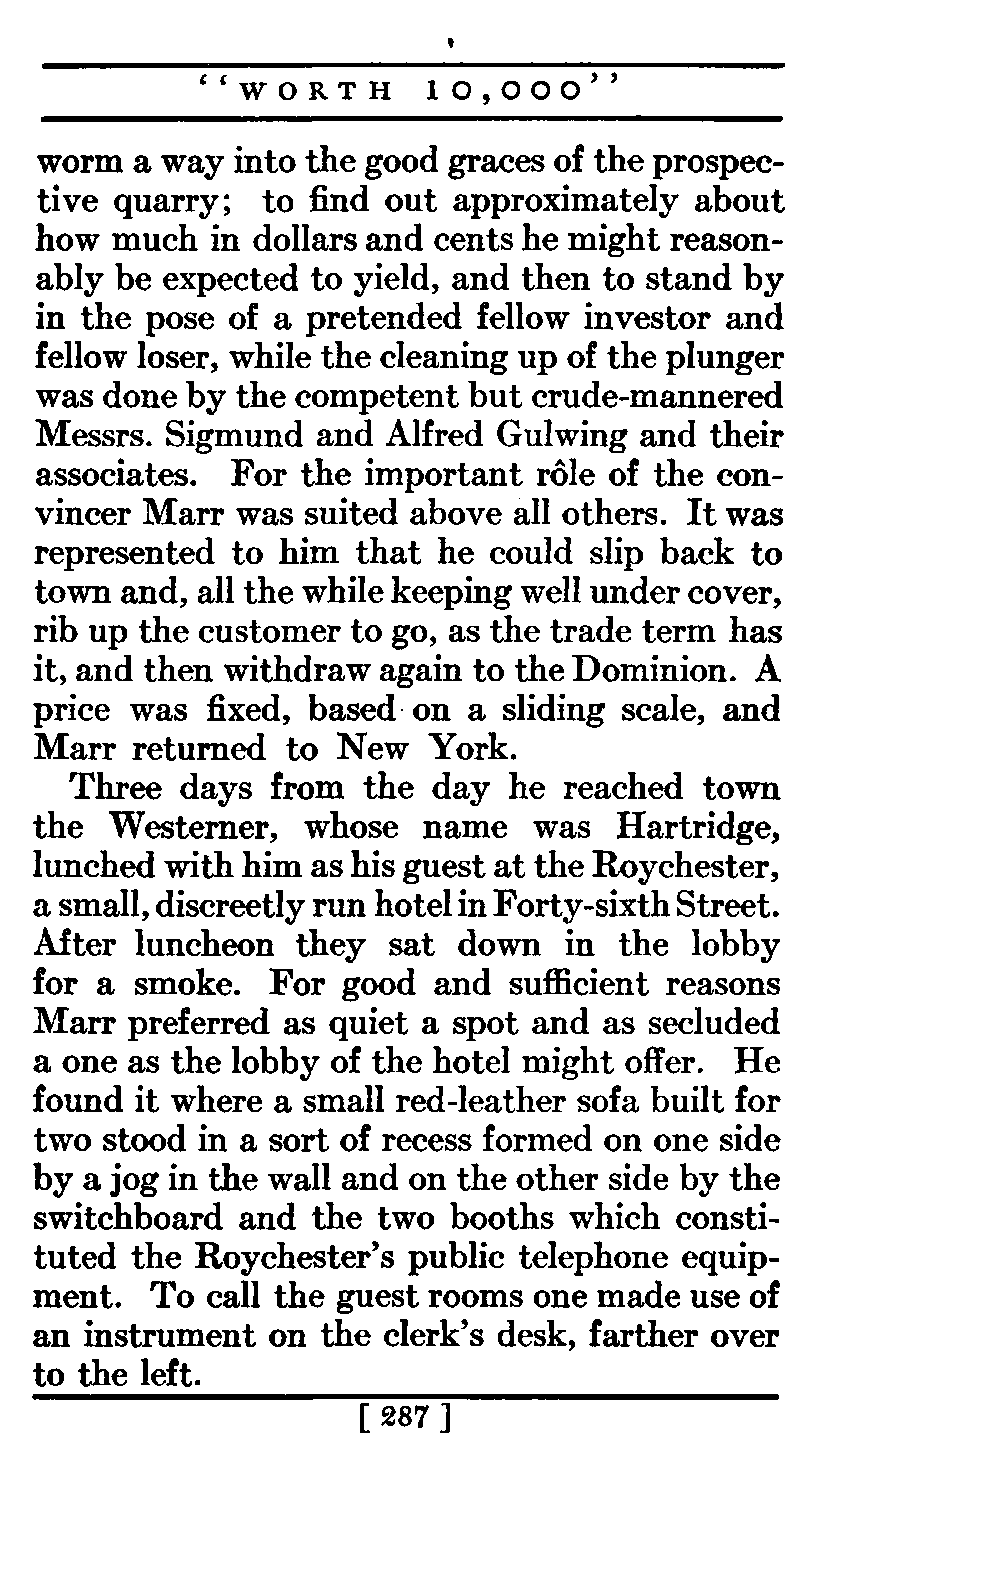 “WORTH 10,000”
worm a way into the good graces of the prospec-
tive quarry; to find out approximately about
how much in dollars and cents he might reason-
ably be expected to yield, and then to stand by
in the pose of a pretended fellow investor and
fellow loser, while the cleaning up of the plunger
was done by the competent but crude-mannered
Messrs. Sigmund and Alfred Gulwing and their
associates. For the important rôle of the con-
vincer Marr was suited above all others. It was
represented to him that he could slip back to
town and, all the while keeping well under cover,
rib up the customer to go, as the trade term has
it, and then withdraw again to the Dominion. A
price was fixed, based on a sliding scale, and
Marr returned to New York.
Three days from the day he reached town
the Westerner, whose name was Hartridge,
lunched with him as his guest at the Roychester,
a small, discreetly run hotel in Forty-sixth Street.
After luncheon they sat down in the lobby
for a smoke. For good and sufficient reasons
Marr preferred as quiet a spot and as secluded
a one as the lobby of the hotel might offer. He
found it where a small red-leather sofa built for
two stood in a sort of recess formed on one side
by a jog in the wall and on the other side by the
switchboard and the two booths which consti-
tuted the Roychester’s public telephone equip-
ment. To call the guest rooms one made use of
an instrument on the clerk’s desk, farther over
to the left.
[ 287 ]